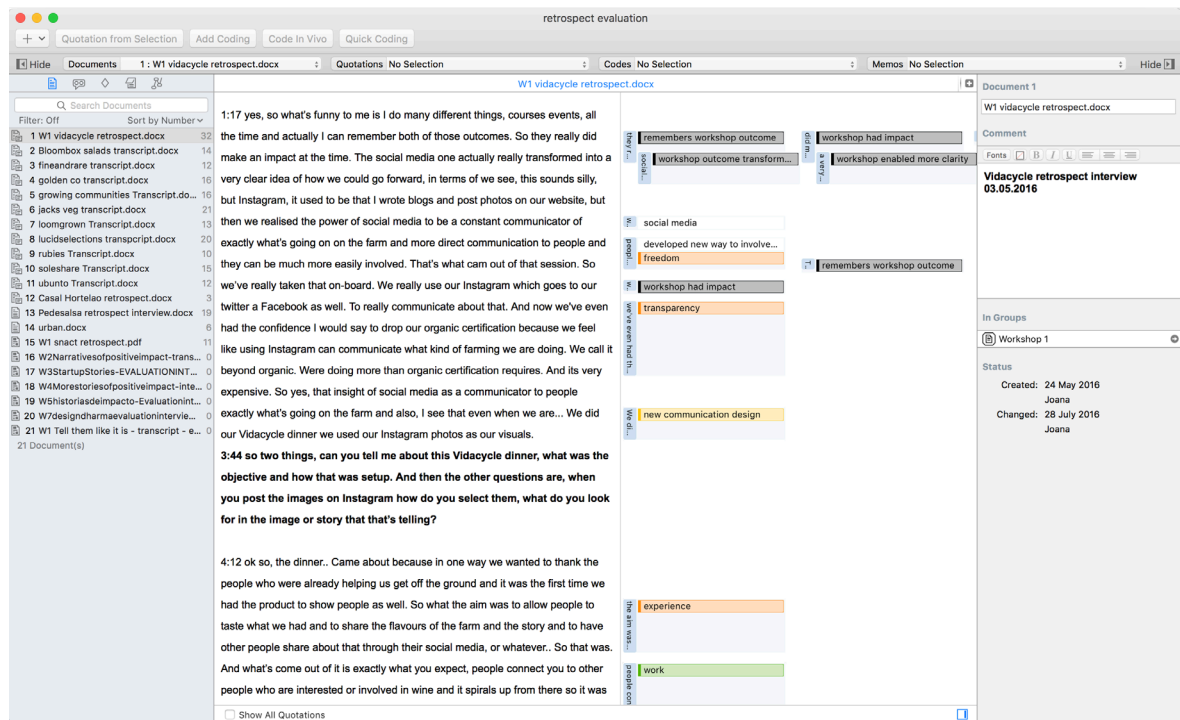 retrospect evaluation
+ Quotation from Selection Add Coding Code In Vivo Quick Coding
Hide Documents 1 : W1 vidacycle retrospect.docx Quotations No Selection Codes No Selection Memos No Selection Hide
Search Documents
Filter: Off Sort by Number
1 W1 vidacycle retrospect.docx 32
2 Bloombox salads transcript.docx 14
3 fineandrare transcript.docx 12
4 golden co transcript.docx 16
5 growing communities Transcript.do... 16
6 jacks veg transcript.docx 21
7 loomgrown Transcript.docx 13
8 lucidselections transpcript.docx 20
9 rubies Transcript.docx 10
10 soleshare Transcript.docx 15
11 ubunto Transcript.docx 12
12 Casal Hortelao retrospect.docx 3
13 Pedesalsa retrospect interview.docx 19
14 urban.docx 6
15 W1 snact retrospect.pdf 11
16 W2Narrativesofpositiveimpact-trans... 0
17 W3StartupStories-EVALUATIONINT... 0
18 W4Morestoriesofpositiveimpact-inte... 0
19 W5historiasdeimpacto-Evaluationint... 0
20 W7designdharmaevaluationintervie... 0
21 W1 Tell them like it is - transcript - e... 0
21 Document(s)
W1 vidacycle retrospect.docx
1:17 yes, so what's funny to me is I do many different things, courses events, all
the time and actually I can remember both of those outcomes. So they really did
make an impact at the time. The social media one actually really transformed into a
very clear idea of how we could go forward, in terms of we see, this sounds silly,
but Instagram, it used to be that I wrote blogs and post photos on our website, but
then we realised the power of social media to be a constant communicator of
exactly what's going on on the farm and more direct communication to people and
they can be much more easily involved. That's what cam out of that session. So
we've really taken that on-board. We really use our Instagram which goes to our
twitter a Facebook as well. To really communicate about that. And now we've even
had the confidence I would say to drop our organic certification because we feel
like using Instagram can communicate what kind of farming we are doing. We call it
beyond organic. Were doing more than organic certification requires. And its very
expensive. So yes, that insight of social media as a communicator to people
exactly what's going on the farm and also, I see that even when we are... We did
our Vidacycle dinner we used our Instagram photos as our visuals.
3:44 so two things, can you tell me about this Vidacycle dinner, what was the
objective and how that was setup. And then the other questions are, when
you post the images on Instagram how do you select them, what do you look
for in the image or story that that's telling?
4:12 ok so, the dinner.. Came about because in one way we wanted to thank the
people who were already helping us get off the ground and it was the first time we
had the product to show people as well. So what the aim was to allow people to
taste what we had and to share the flavours of the farm and the story and to have
other people share about that through their social media, or whatever.. So that was.
And what's come out of it is exactly what you expect, people connect you to other
people who are interested or involved in wine and it spirals up from there so it was
they r...
remembers workshop outcome
did m...
workshop had impact
social...
workshop outcome transform...
a very...
workshop enabled more clarity
w..
social media
peopl...
developed new way to involve...
freedom
T..
remembers workshop outcome
w..
workshop had impact
we've even had th...
transparency
We di...
new communication design
the aim was...
experience
people con
work
Show All Quotations
Document 1
W1 vidacycle retrospect.docx
Comment
Fonts B I U
Vidacycle retrospect interview
03.05.2016
In Groups
Workshop 1
Status
Created: 24 May 2016
Joana
Changed: 28 July 2016
Joana